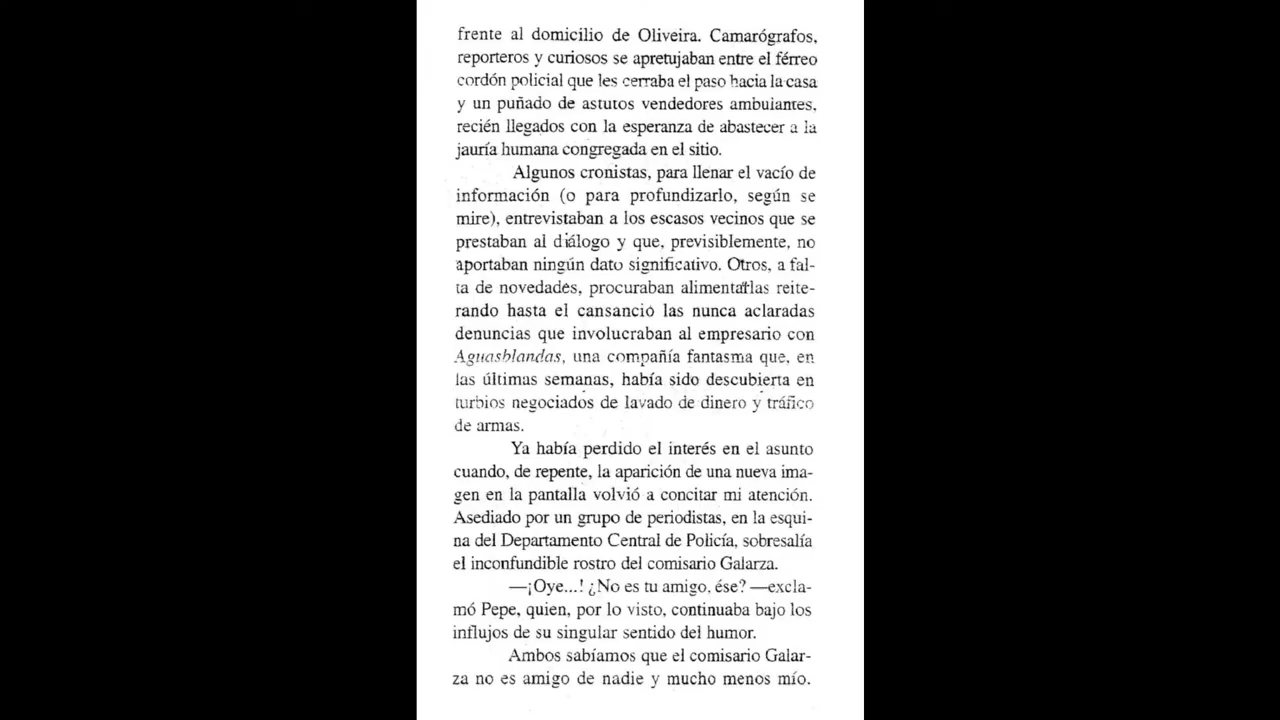 frente al domicilio de Oliveira. Camarógrafos,
reporteros y curiosos se apretujaban entre el férreo
cordón policial que les cerraba el paso hacia la casa
y un puñado de astutos vendedores ambulantes,
recién llegados con la esperanza de abastecer a la
jauría humana congregada en el sitio.
Algunos cronistas, para llenar el vacío de
información (o para profundizarlo, según se
mire), entrevistaban a los escasos vecinos que se
prestaban al diálogo y que, previsiblemente, no
aportaban ningún dato significativo. Otros, a fal-
ta de novedades, procuraban alimentarlas reite-
rando hasta el cansancio las nunca aclaradas
denuncias que involucraban al empresario con
Aguasblandas, una compañía fantasma que, en
las últimas semanas, había sido descubierta en
turbios negociados de lavado de dinero y tráfico
de armas.
Ya había perdido el interés en el asunto
cuando, de repente, la aparición de una nueva ima-
gen en la pantalla volvió a concitar mi atención.
Asediado por un grupo de periodistas, en la esqui-
na del Departamento Central de Policía, sobresalía
el inconfundible rostro del comisario Galarza.
—¡Oye...! ¿No es tu amigo, ése? —excla-
mó Pepe, quien, por lo visto, continuaba bajo los
influjos de su singular sentido del humor.
Ambos sabíamos que el comisario Galar-
za no es amigo de nadie y mucho menos mío.